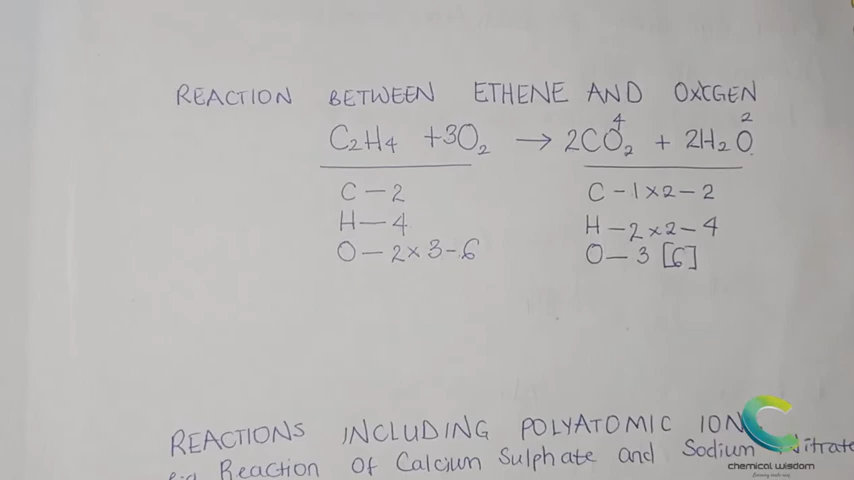 REACTION BETWEEN ETHENE AND OXYGEN
4 2
C₂H₄ +3O₂ → 2CO₂ + 2H₂O
C – 2 C – 1×2 – 2
H – 4 H – 2×2 – 4
O – 2×3 – 6 O – 3 [6]
REACTIONS INCLUDING POLYATOMIC ION
e.g Reaction of Calcium Sulphate and Sodium Nitrate
chemical wisdom